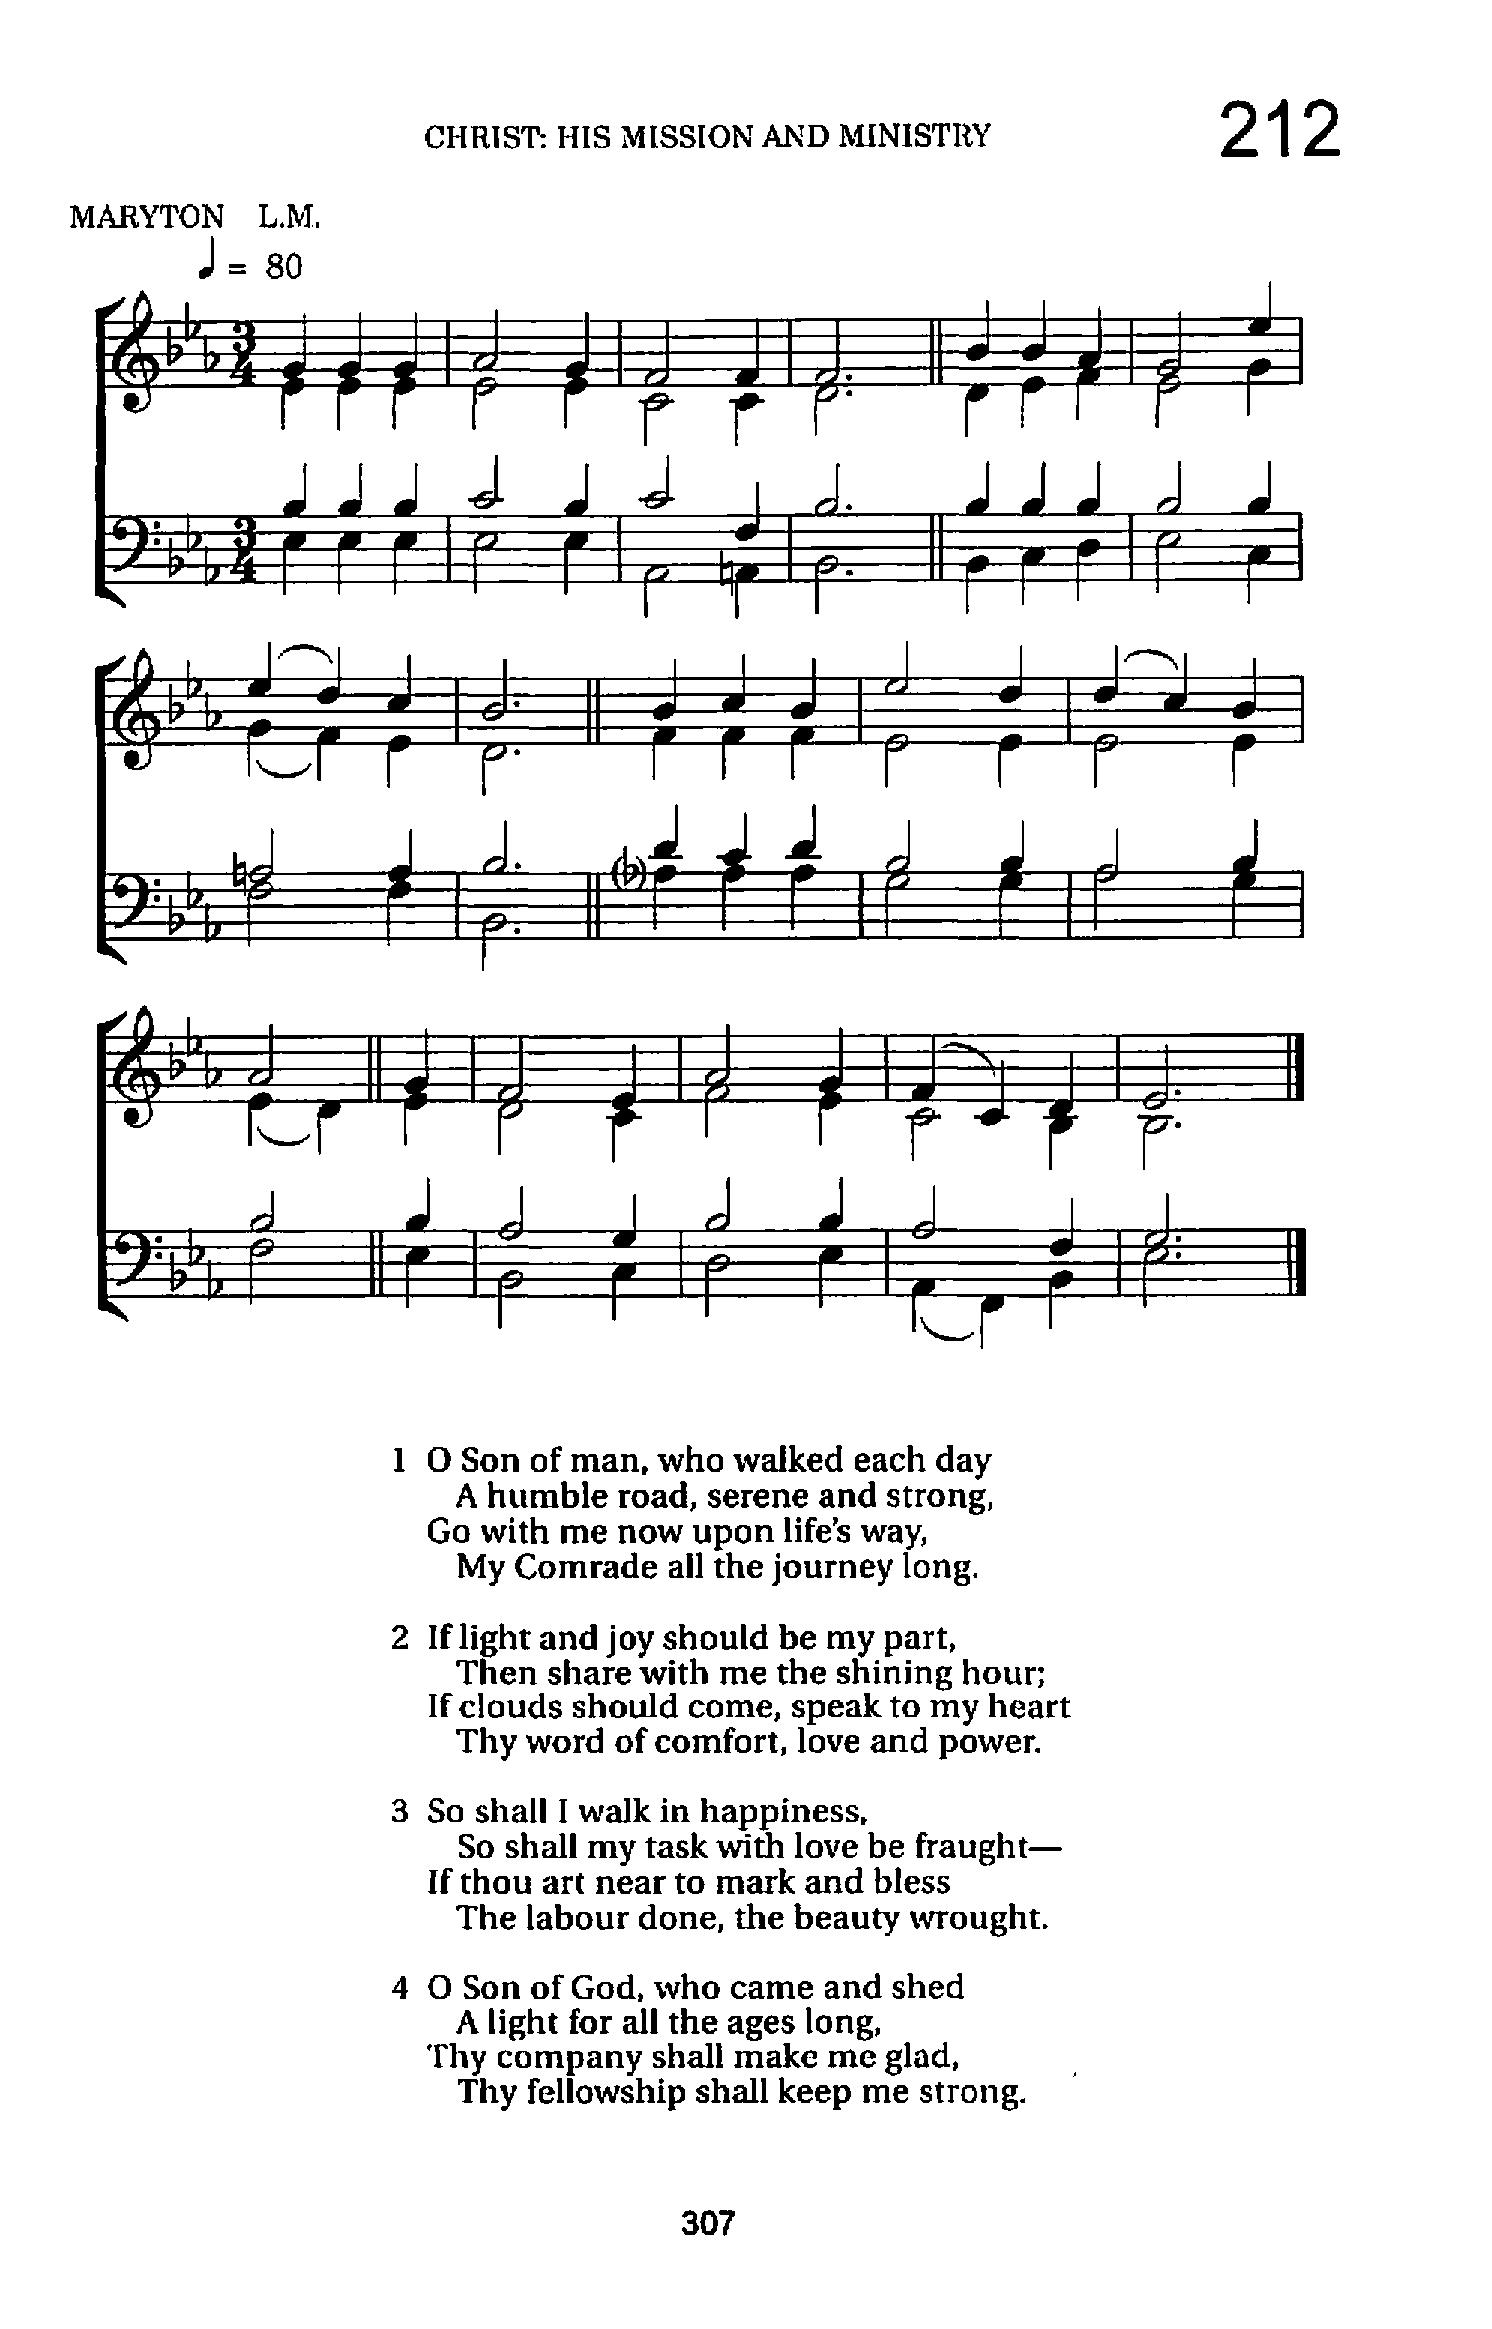 CHRIST: HIS MISSION AND MINISTRY
212
MARYTON L.M.
♩ = 80
1 O Son of man, who walked each day
A humble road, serene and strong,
Go with me now upon life's way,
My Comrade all the journey long.
2 If light and joy should be my part,
Then share with me the shining hour;
If clouds should come, speak to my heart
Thy word of comfort, love and power.
3 So shall I walk in happiness,
So shall my task with love be fraught—
If thou art near to mark and bless
The labour done, the beauty wrought.
4 O Son of God, who came and shed
A light for all the ages long,
Thy company shall make me glad,
Thy fellowship shall keep me strong.
307